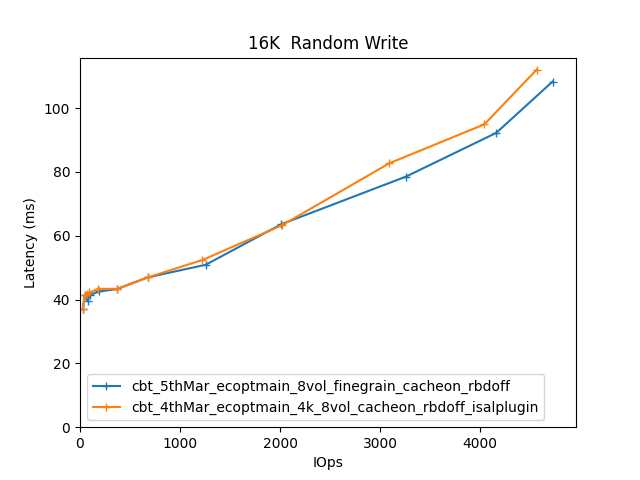 16K  Random Write
Latency (ms)
100
80
60
40
20
0
0 1000 2000 3000 4000
IOps
cbt_5thMar_ecoptmain_8vol_finegrain_cacheon_rbdoff
cbt_4thMar_ecoptmain_4k_8vol_cacheon_rbdoff_isalplugin